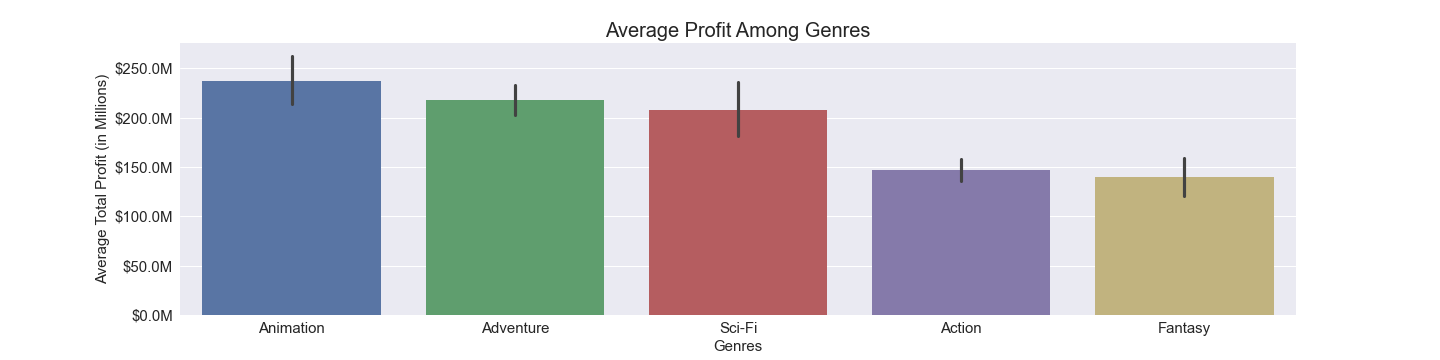 Average Profit Among Genres
Average Total Profit (in Millions)
$250.0M
$200.0M
$150.0M
$100.0M
$50.0M
$0.0M
Animation Adventure Sci-Fi Action Fantasy
Genres